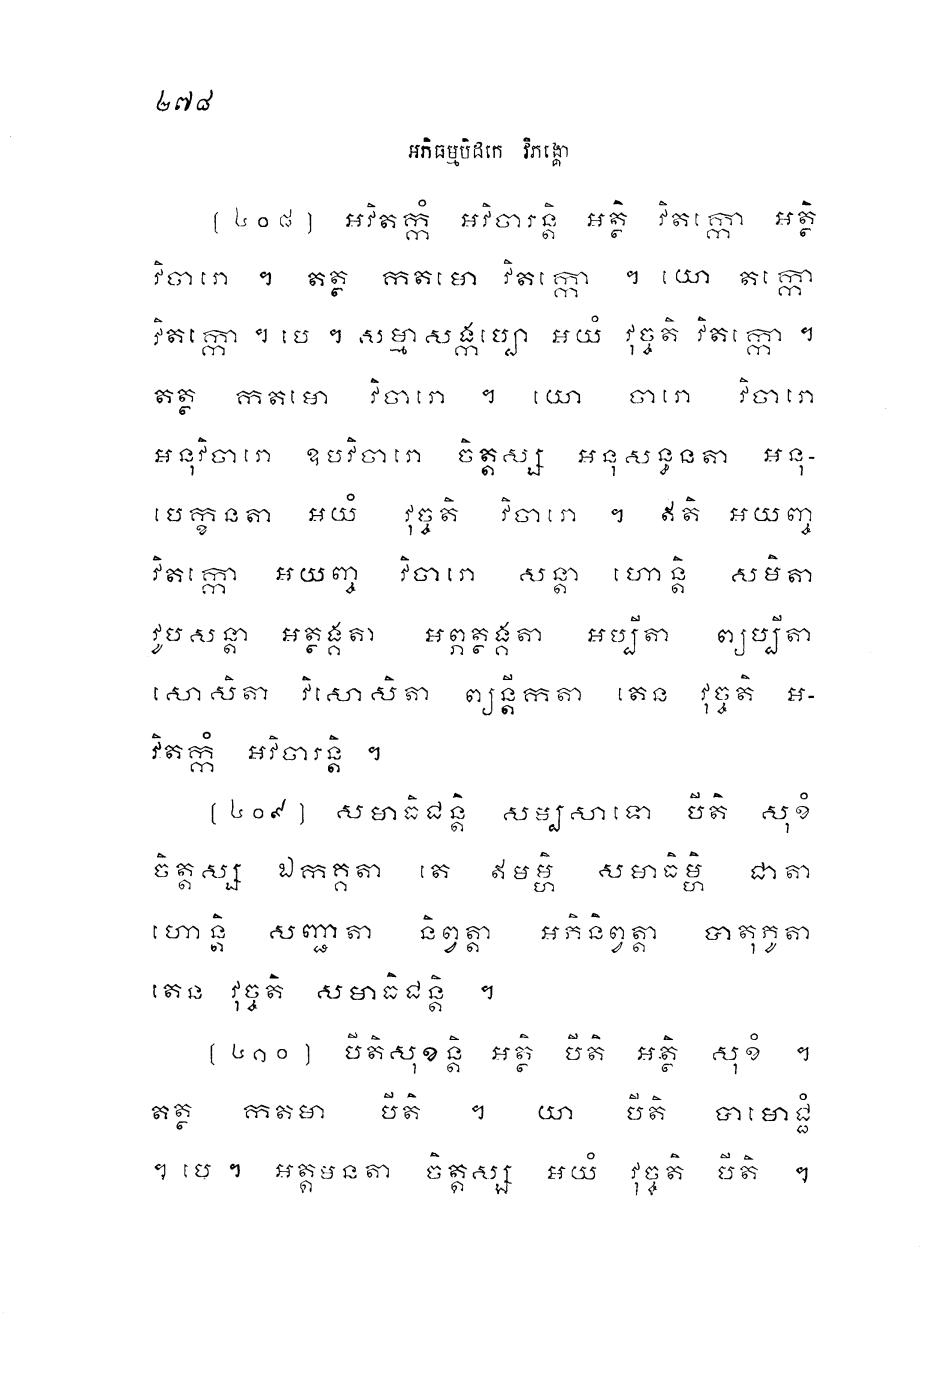 ២៧៨
អភិធម្មបិដកេ វិភង្គោ
[៤០៨] អវិតក្កំ អវិចារន្តិ អត្ថិ វិតក្កោ អត្ថិ
វិចារោ ។ តត្ថ កតមោ វិតក្កោ ។ យោ តក្កោ
វិតក្កោ ។ បេ ។ សម្មាសង្កប្បោ អយំ វុច្ចតិ វិតក្កោ ។
តត្ថ កតមោ វិចារោ ។ យោ ចារោ វិចារោ
អនុវិចារោ ឧបវិចារោ ចិត្តស្ស អនុសន្ធនតា អនុ-
បេក្ខនតា អយំ វុច្ចតិ វិចារោ ។ ឥតិ អយញ្ច
វិតក្កោ អយញ្ច វិចារោ សន្តា ហោន្តិ សមិតា
វូបសន្តា អត្ថង្គតា អព្ភត្ថង្គតា អប្បិតា ព្យប្បិតា
សោសិតា វិសោសិតា ព្យន្តីកតា តេន វុច្ចតិ អ-
វិតក្កំ អវិចារន្តិ ។
[៤០៩] សមាធិជន្តិ សម្បសាទោ បីតិ សុខំ
ចិត្តស្ស ឯកគ្គតា តេ ឥមម្ហិ សមាធិម្ហិ ជាតា
ហោន្តិ សញ្ជាតា និព្វត្តា អភិនិព្វត្តា បាតុភូតា
តេន វុច្ចតិ សមាធិជន្តិ ។
[៤១០] បីតិសុខន្តិ អត្ថិ បីតិ អត្ថិ សុខំ ។
តត្ថ កតមា បីតិ ។ យា បីតិ បាមោជ្ជំ
។ បេ ។ អត្តមនតា ចិត្តស្ស អយំ វុច្ចតិ បីតិ ។